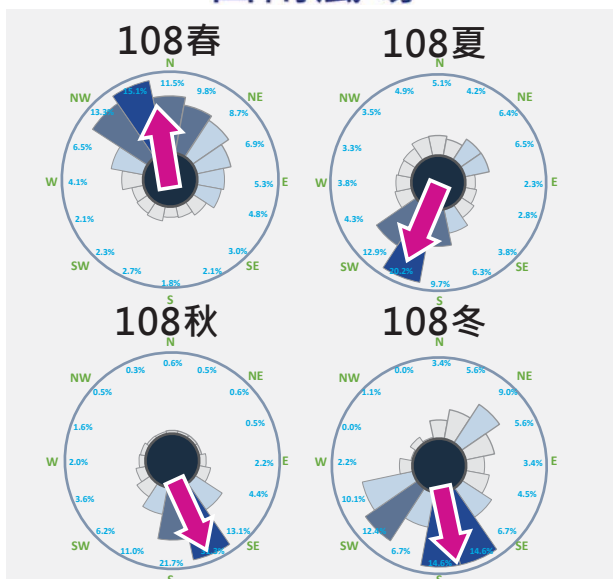 108春
N
11.5%
9.8%
NE
8.7%
6.9%
5.3%
E
4.8%
3.0%
SE
2.1%
1.8%
S
2.7%
2.3%
SW
2.1%
4.1%
W
6.5%
13.3%
NW
15.1%
108夏
N
5.1%
4.2%
NE
6.4%
6.5%
2.3%
E
2.8%
3.8%
SE
6.3%
9.7%
S
20.2%
12.9%
SW
4.3%
3.8%
W
3.3%
3.5%
NW
4.9%
108秋
N
0.6%
0.5%
NE
0.6%
0.5%
2.2%
E
4.4%
13.1%
SE
21.7%
S
11.0%
6.2%
SW
3.6%
2.0%
W
1.6%
0.5%
NW
0.3%
108冬
N
3.4%
5.6%
NE
9.0%
5.6%
3.4%
E
4.5%
6.7%
SE
14.6%
14.6%
S
6.7%
12.4%
SW
10.1%
2.2%
W
0.0%
1.1%
NW
0.0%